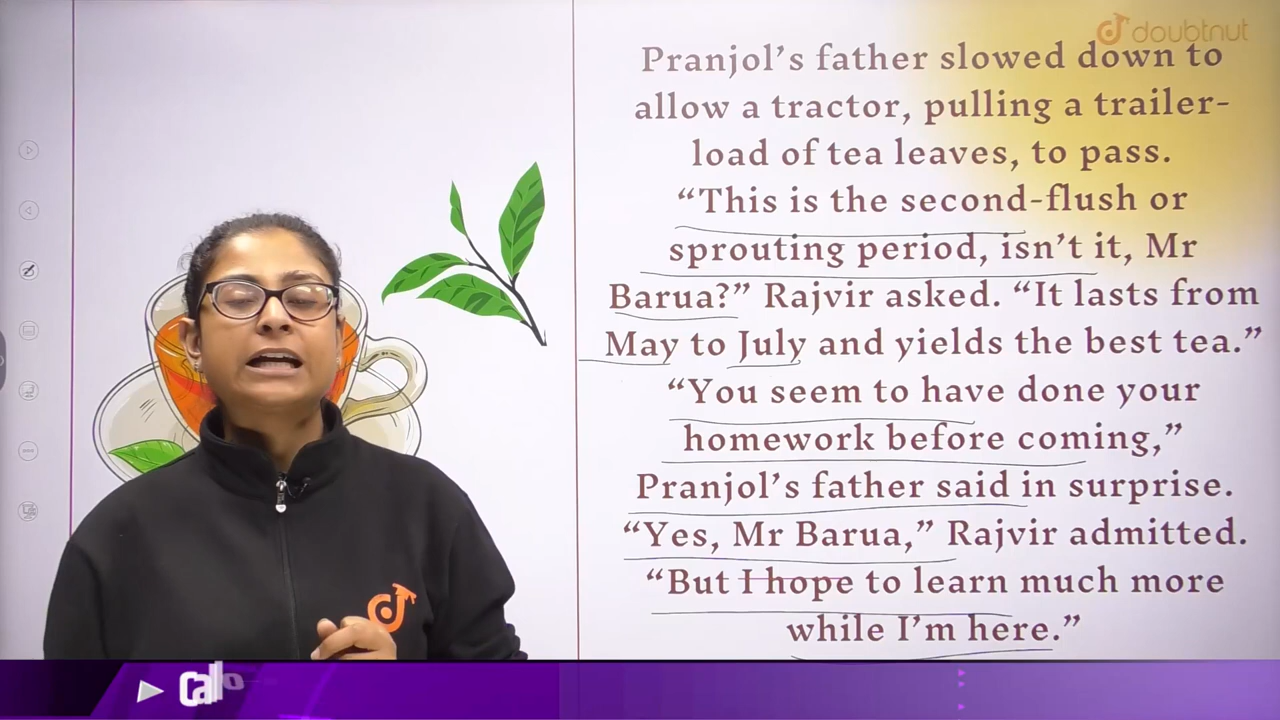 doubtnut
Pranjol's father slowed down to
allow a tractor, pulling a trailer-
load of tea leaves, to pass.
“This is the second-flush or
sprouting period, isn't it, Mr
Barua?” Rajvir asked. “It lasts from
May to July and yields the best tea.”
“You seem to have done your
homework before coming,”
Pranjol's father said in surprise.
“Yes, Mr Barua,” Rajvir admitted.
“But I hope to learn much more
while I'm here.”